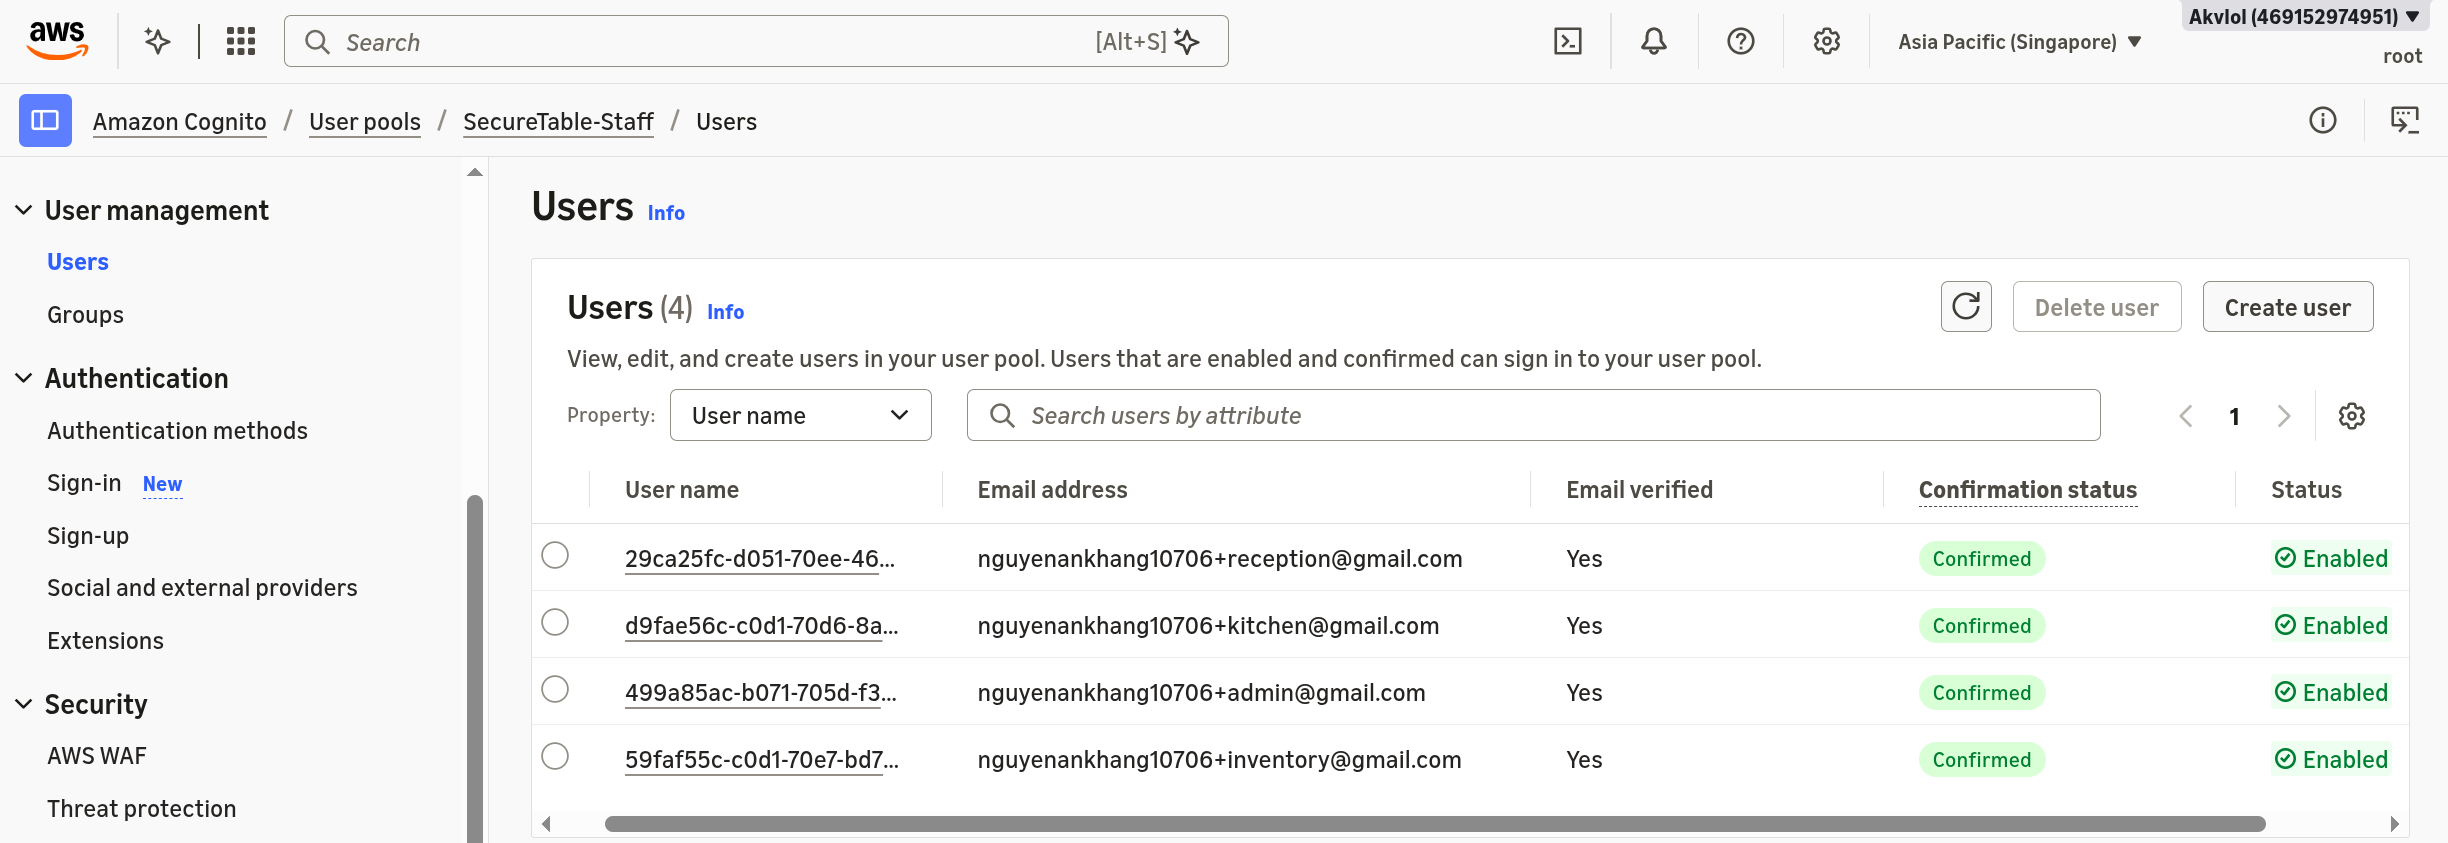 aws
Search [Alt+S]
Asia Pacific (Singapore)
Akvlol (469152974951)
root
Amazon Cognito / User pools / SecureTable-Staff / Users
User management
Users
Groups
Authentication
Authentication methods
Sign-in New
Sign-up
Social and external providers
Extensions
Security
AWS WAF
Threat protection
Users Info
Users (4) Info
Delete user
Create user
View, edit, and create users in your user pool. Users that are enabled and confirmed can sign in to your user pool.
Property: User name
Search users by attribute
1
User name Email address Email verified Confirmation status Status
29ca25fc-d051-70ee-46... nguyenankhang10706+reception@gmail.com Yes Confirmed Enabled
d9fae56c-c0d1-70d6-8a... nguyenankhang10706+kitchen@gmail.com Yes Confirmed Enabled
499a85ac-b071-705d-f3... nguyenankhang10706+admin@gmail.com Yes Confirmed Enabled
59faf55c-c0d1-70e7-bd7... nguyenankhang10706+inventory@gmail.com Yes Confirmed Enabled